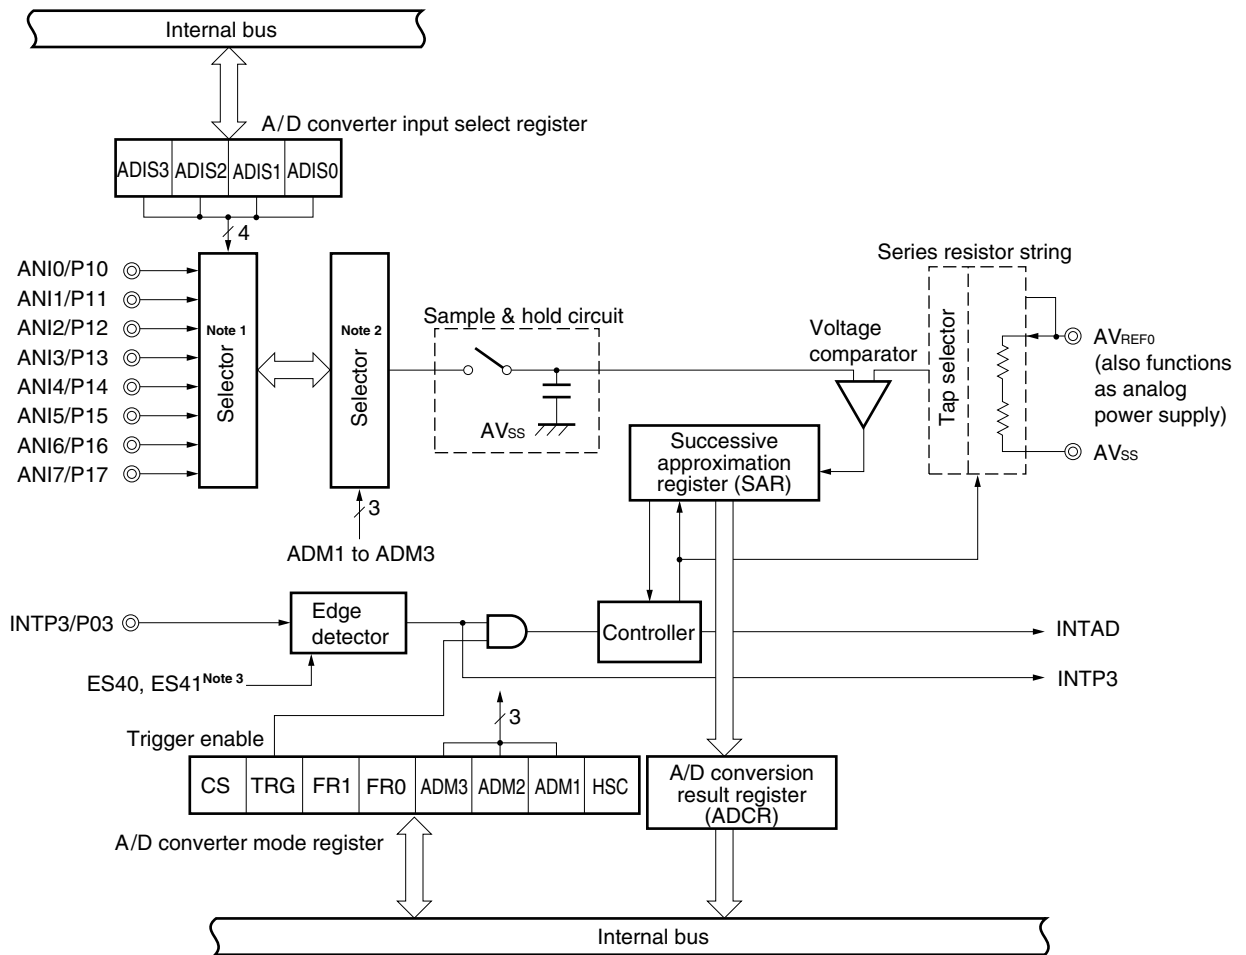 Internal bus
A/D converter input select register
ADIS3 ADIS2 ADIS1 ADIS0
4
ANI0/P10
ANI1/P11
ANI2/P12
ANI3/P13
ANI4/P14
ANI5/P15
ANI6/P16
ANI7/P17
Note 1
Selector
Note 2
Selector
3
ADM1 to ADM3
Sample & hold circuit
AVSS
Voltage
comparator
Series resistor string
Tap selector
AVREF0
(also functions
as analog
power supply)
AVSS
Successive
approximation
register (SAR)
INTP3/P03
Edge
detector
ES40, ES41Note 3
Controller
INTAD
INTP3
Trigger enable
3
CS TRG FR1 FR0 ADM3 ADM2 ADM1 HSC
A/D converter mode register
A/D conversion
result register
(ADCR)
Internal bus